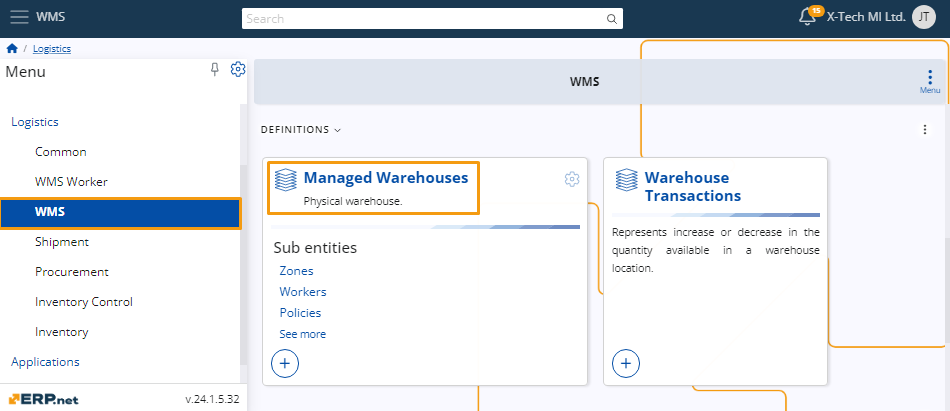 WMS
Search
15
X-Tech MI Ltd.
JT
/ Logistics
Menu
Logistics
Common
WMS Worker
WMS
Shipment
Procurement
Inventory Control
Inventory
Applications
ERP.net
v.24.1.5.32
WMS
Menu
DEFINITIONS
Managed Warehouses
Physical warehouse.
Sub entities
Zones
Workers
Policies
See more
Warehouse
Transactions
Represents increase or decrease in the
quantity available in a warehouse
location.